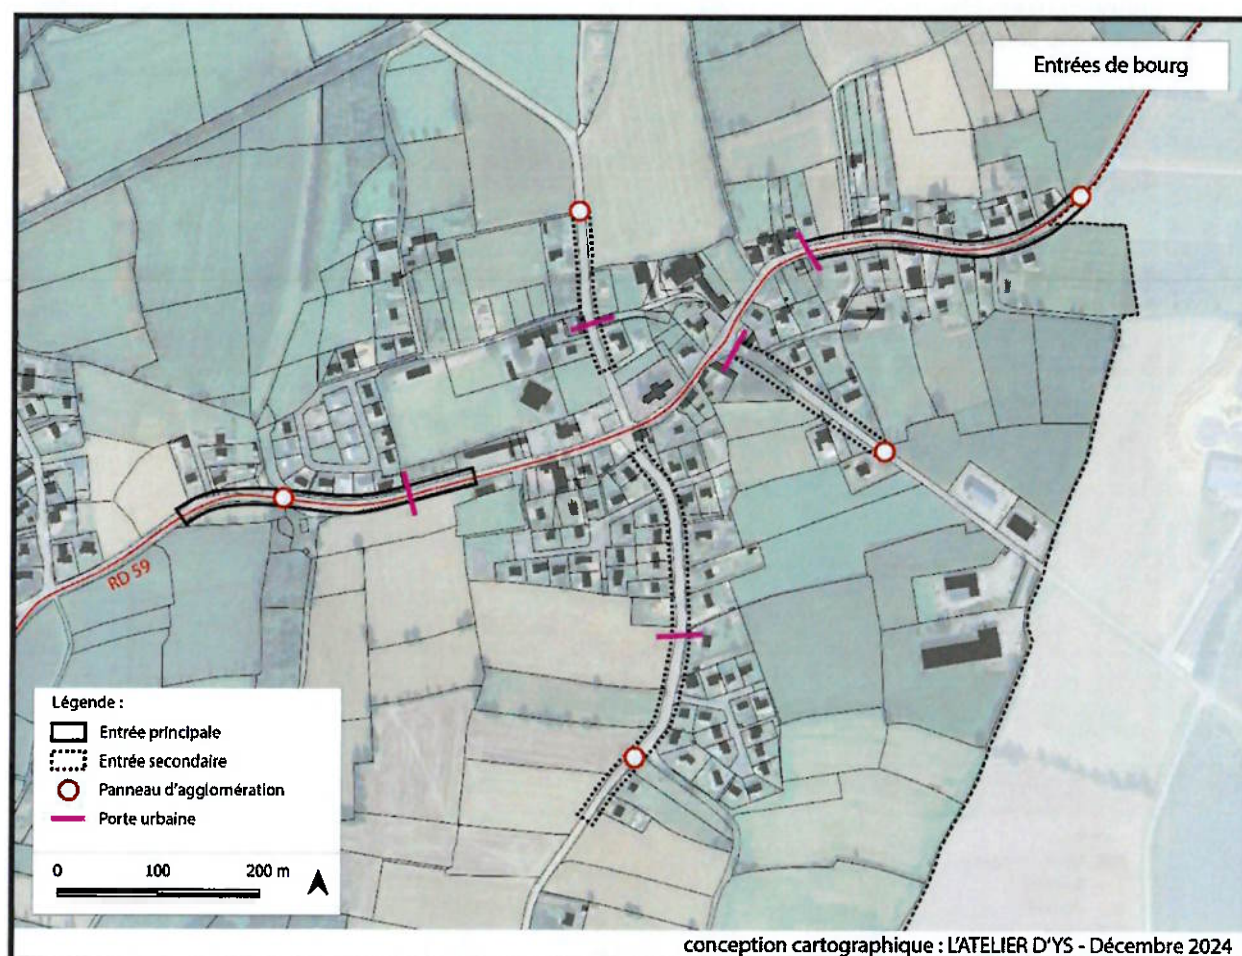 Entrées de bourg
RD 59
Légende :
Entrée principale
Entrée secondaire
Panneau d'agglomération
Porte urbaine
0 100 200 m
conception cartographique : L'ATELIER D'YS - Décembre 2024